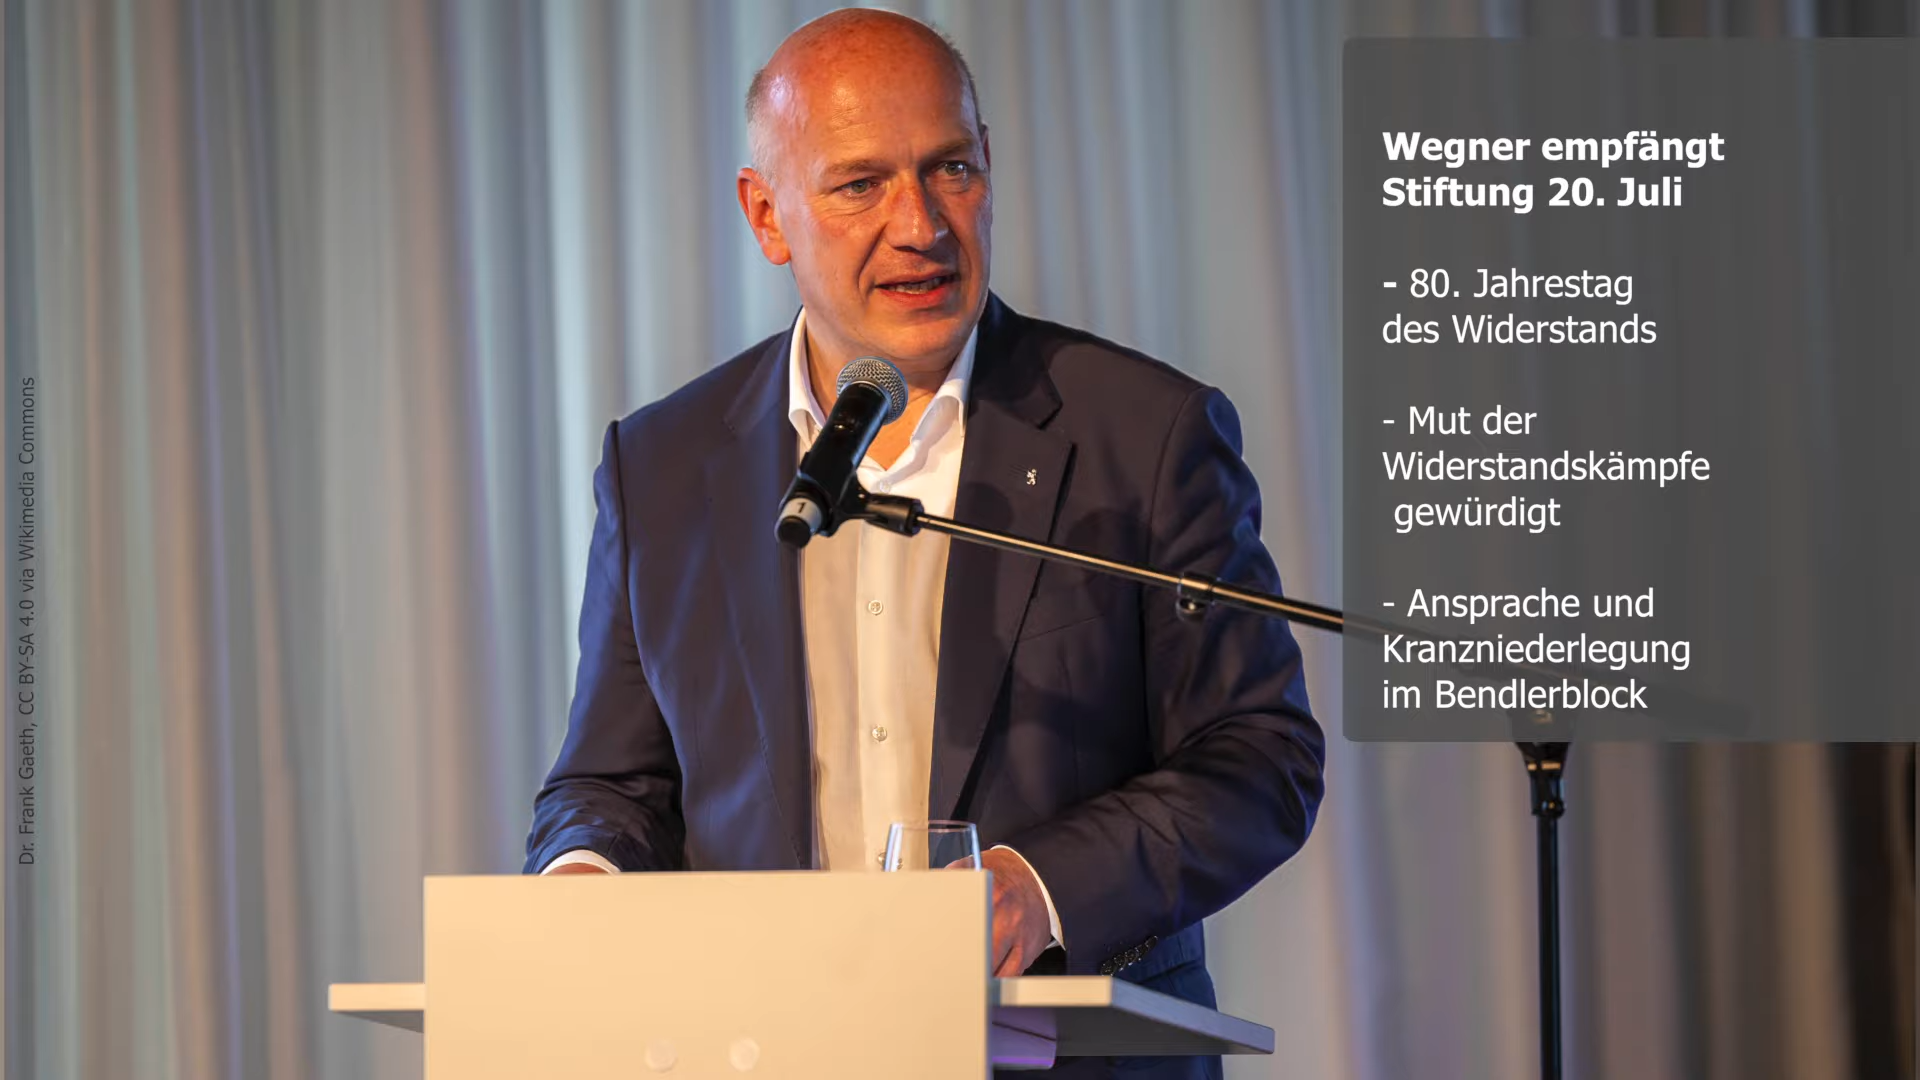 Wegner empfängt
Stiftung 20. Juli
- 80. Jahrestag
des Widerstands
- Mut der
Widerstandskämpfe
gewürdigt
- Ansprache und
Kranzniederlegung
im Bendlerblock
Dr. Frank Gaeth, CC BY-SA 4.0 via Wikimedia Commons
1